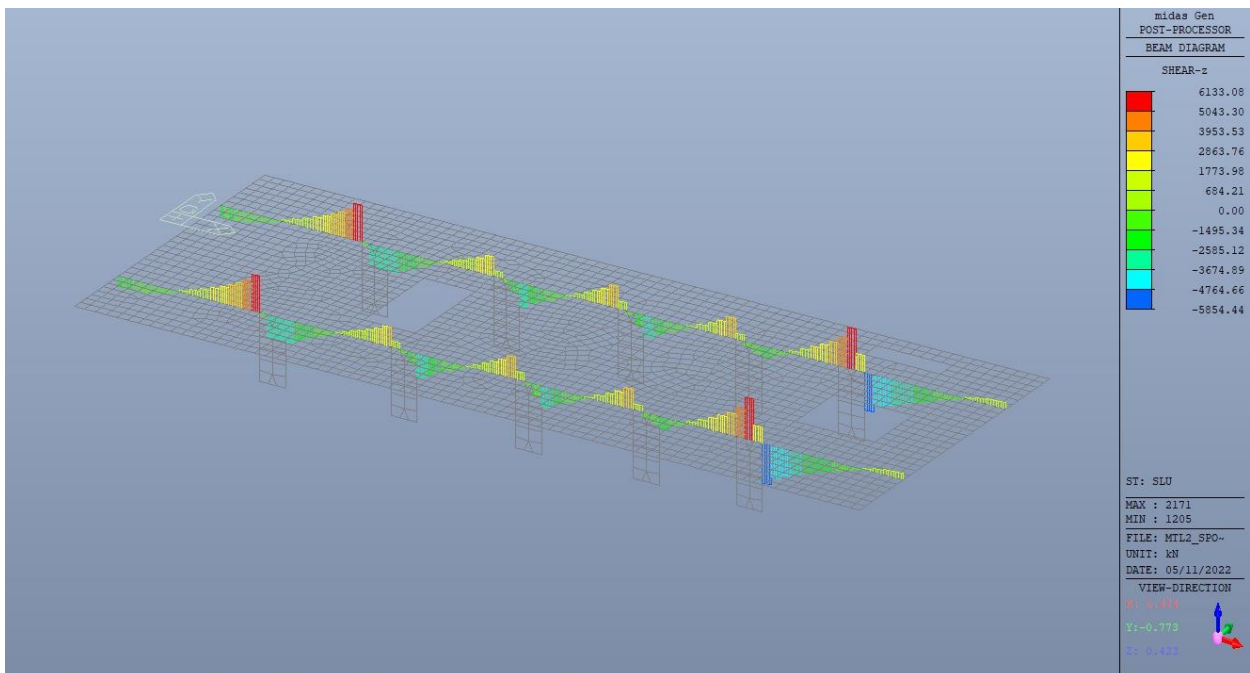 midas Gen
POST-PROCESSOR
BEAM DIAGRAM
SHEAR-z
6133.08
5043.30
3953.53
2863.76
1773.98
684.21
0.00
-1495.34
-2585.12
-3674.89
-4764.66
-5854.44
ST: SLU
MAX : 2171
MIN : 1205
FILE: MTL2_SPO~
UNIT: kN
DATE: 05/11/2022
VIEW-DIRECTION
Y:-0.773
Z: 0.423